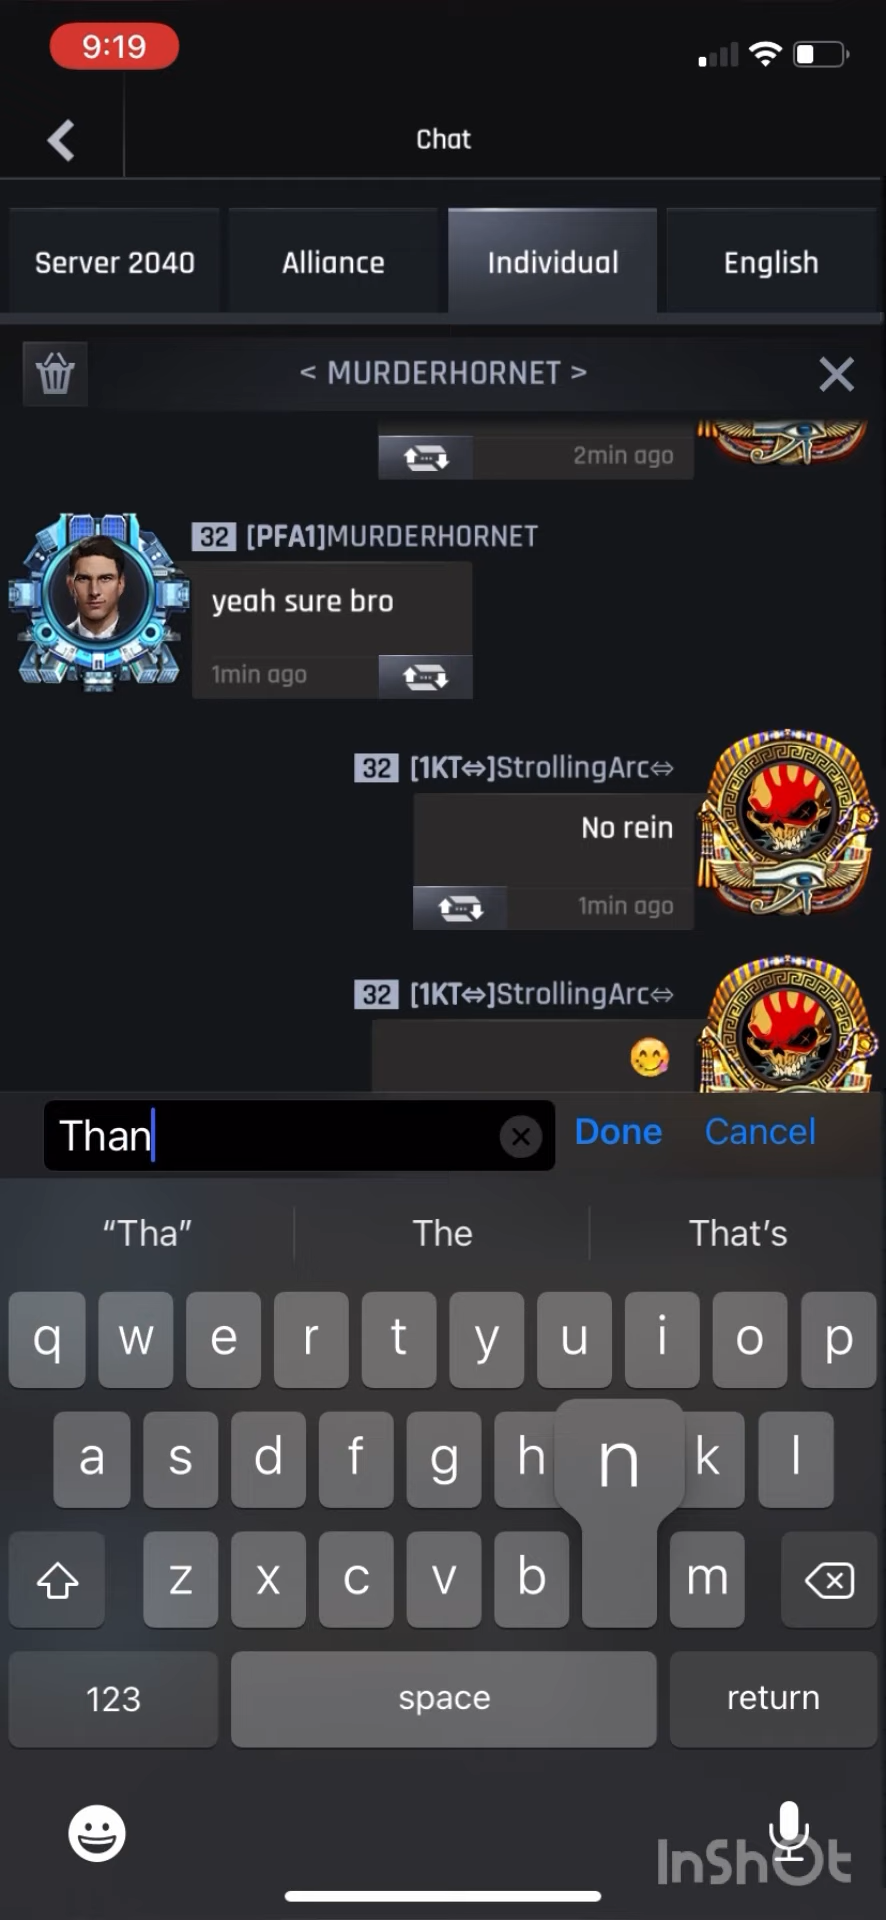 9:19
Chat
Server 2040
Alliance
Individual
English
< MURDERHORNET >
2min ago
32 [PFA1]MURDERHORNET
yeah sure bro
1min ago
32 [1KT⇔]StrollingArc⇔
No rein
1min ago
32 [1KT⇔]StrollingArc⇔
😋
Than Done Cancel
“Tha” The That’s
q w e r t y u i o p
a s d f g h n k l
z x c v b m
123 space return
InShOt